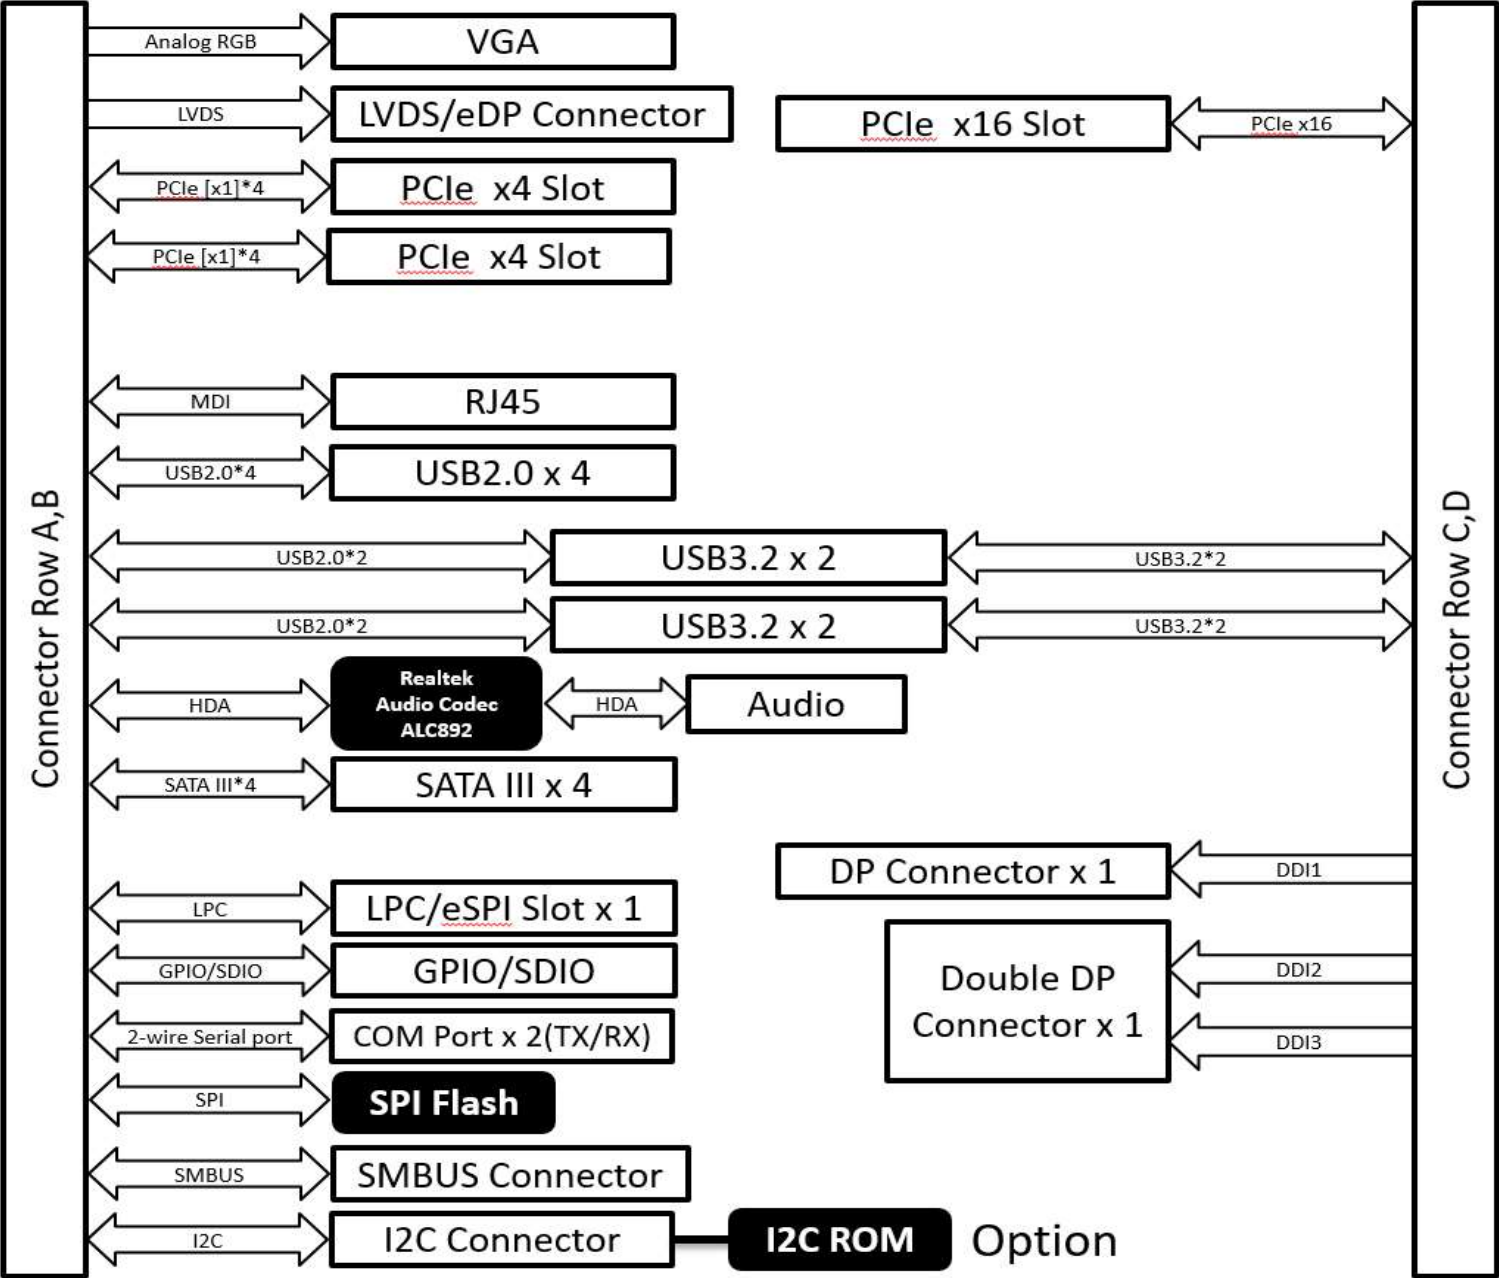 Connector Row A,B
Analog RGB
VGA
LVDS
LVDS/eDP Connector
PCIe x16 Slot
PCIe x16
PCIe [x1]*4
PCIe x4 Slot
PCIe [x1]*4
PCIe x4 Slot
MDI
RJ45
USB2.0*4
USB2.0 x 4
USB2.0*2
USB3.2 x 2
USB3.2*2
USB2.0*2
USB3.2 x 2
USB3.2*2
HDA
Realtek
Audio Codec
ALC892
HDA
Audio
SATA III*4
SATA III x 4
DP Connector x 1
DDI1
LPC
LPC/eSPI Slot x 1
GPIO/SDIO
GPIO/SDIO
Double DP
Connector x 1
DDI2
DDI3
2-wire Serial port
COM Port x 2(TX/RX)
SPI
SPI Flash
SMBUS
SMBUS Connector
I2C
I2C Connector
I2C ROM
Option
Connector Row C,D